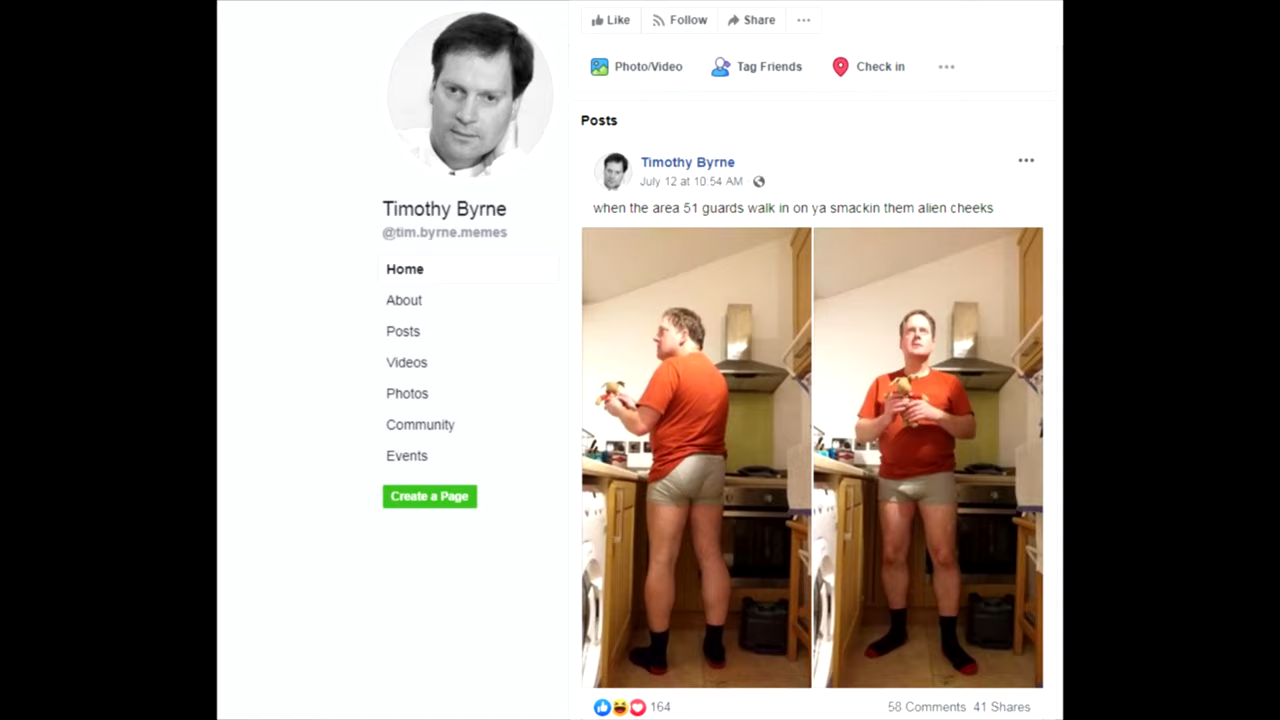 Like Follow Share
Photo/Video Tag Friends Check in
Posts
Timothy Byrne
July 12 at 10:54 AM
when the area 51 guards walk in on ya smackin them alien cheeks
Timothy Byrne
@tim.byrne.memes
Home
About
Posts
Videos
Photos
Community
Events
Create a Page
164
58 Comments 41 Shares